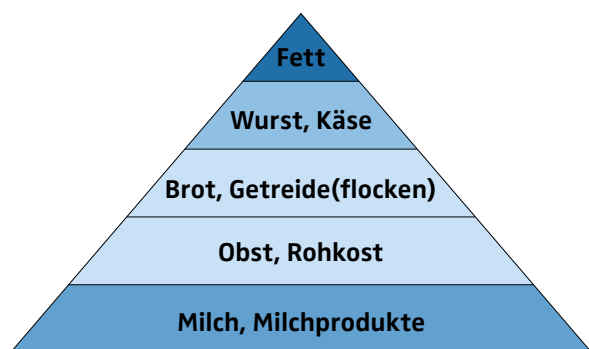 Fett
Wurst, Käse
Brot, Getreide(flocken)
Obst, Rohkost
Milch, Milchprodukte